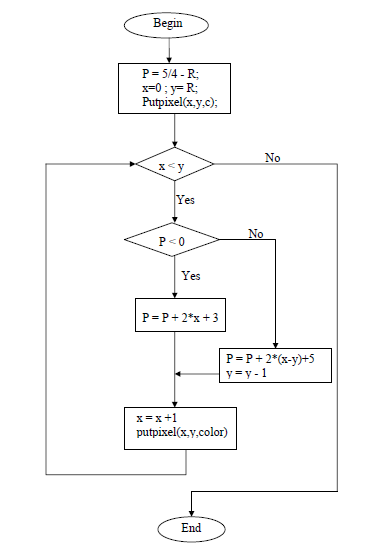 Begin
P = 5/4 - R;
x=0 ; y= R;
Putpixel(x,y,c);
x < y
No
Yes
P < 0
No
Yes
P = P + 2*x + 3
P = P + 2*(x-y)+5
y = y - 1
x = x +1
putpixel(x,y,color)
End